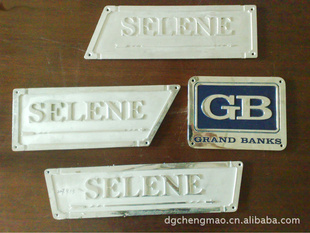 SELENE
SELENE
GB
GRAND BANKS
SELENE
dgchengmao.cn.alibaba.com